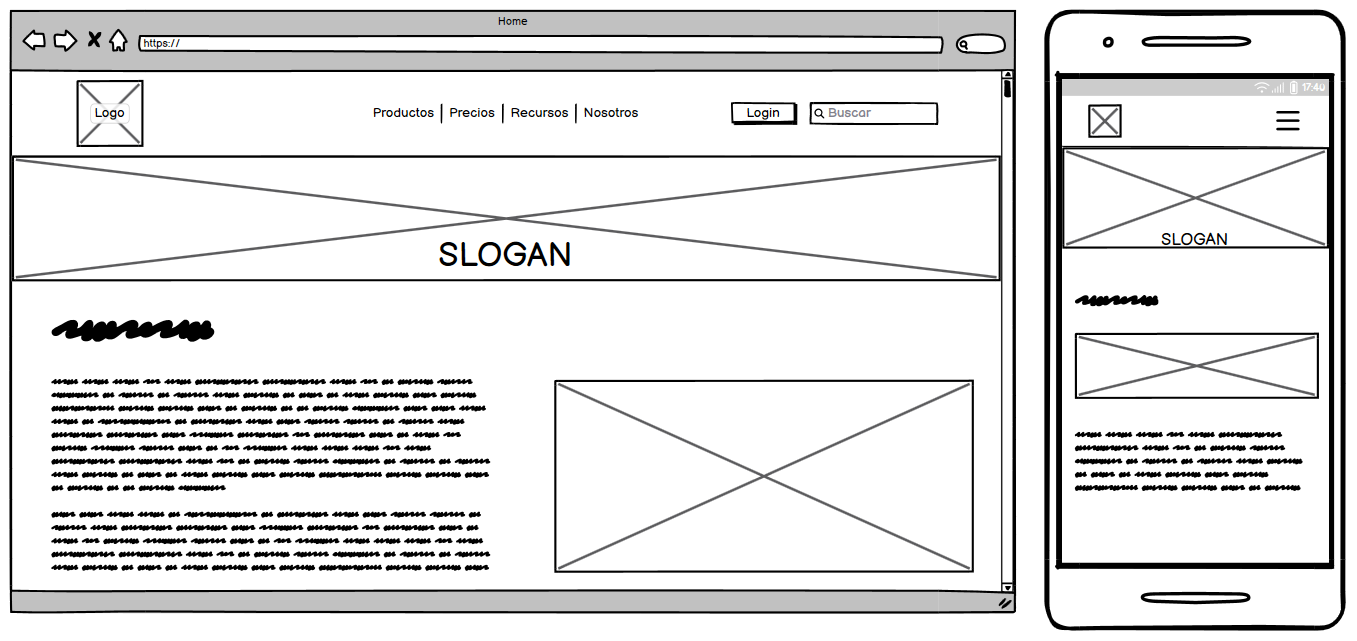 Home
https://
Logo
Productos
Precios
Recursos
Nosotros
Login
Buscar
SLOGAN
17:40
SLOGAN